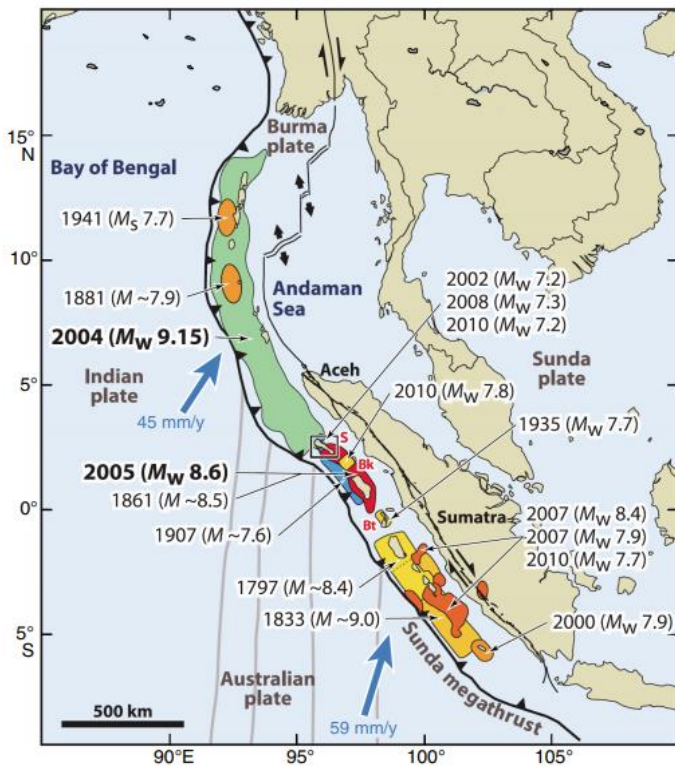 15°
N
10°
5°
0°
5°
S
Burma
plate
Bay of Bengal
1941 (Ms 7.7)
1881 (M ~7.9)
2004 (Mw 9.15)
Andaman
Sea
2002 (Mw 7.2)
2008 (Mw 7.3)
2010 (Mw 7.2)
Sunda
plate
Aceh
Indian
plate
45 mm/y
2010 (Mw 7.8)
1935 (Mw 7.7)
S
Bk
Bt
2005 (Mw 8.6)
1861 (M ~8.5)
1907 (M ~7.6)
Sumatra
2007 (Mw 8.4)
2007 (Mw 7.9)
2010 (Mw 7.7)
1797 (M ~8.4)
1833 (M ~9.0)
2000 (Mw 7.9)
Sunda megathrust
Australian
plate
59 mm/y
500 km
90°E
95°
100°
105°